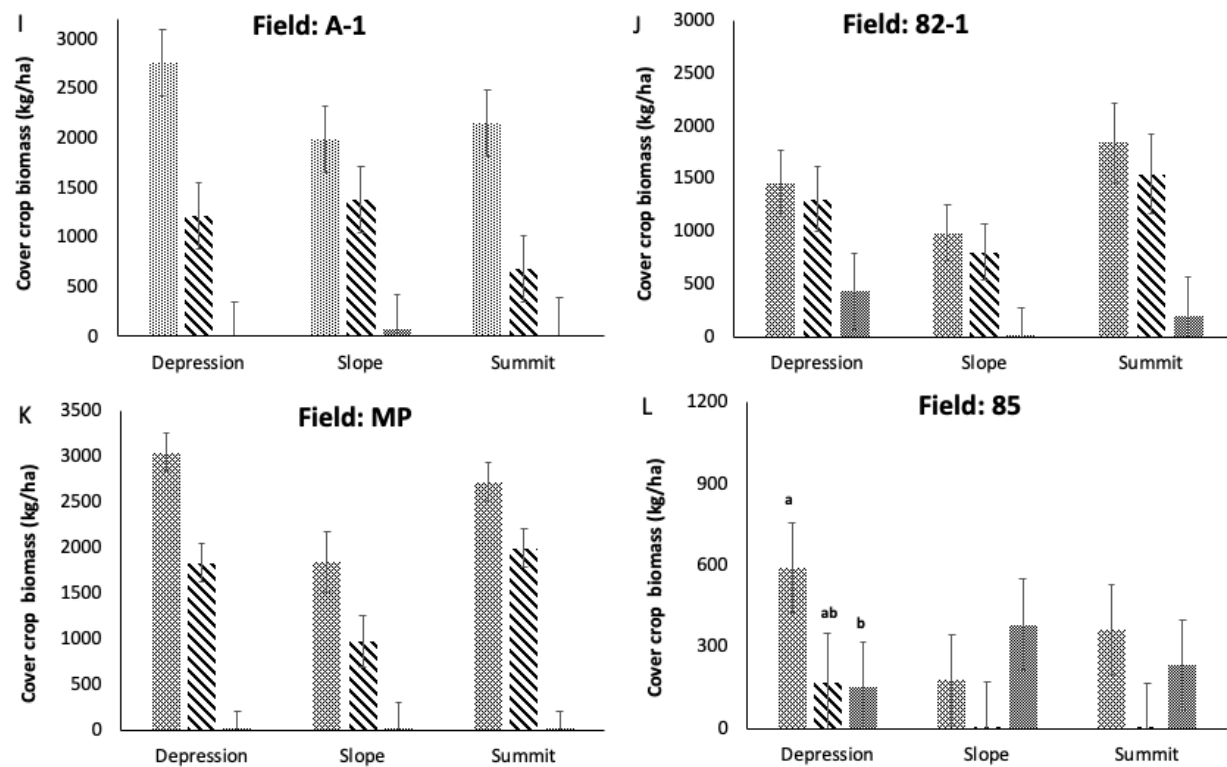 I
Field: A-1
Cover crop biomass (kg/ha)
3000
2500
2000
1500
1000
500
0
Depression
Slope
Summit
J
Field: 82-1
Cover crop biomass (kg/ha)
3000
2500
2000
1500
1000
500
0
Depression
Slope
Summit
K
Field: MP
Cover crop biomass (kg/ha)
3500
3000
2500
2000
1500
1000
500
0
Depression
Slope
Summit
L
Field: 85
Cover crop biomass (kg/ha)
1200
900
600
300
0
a
ab
b
Depression
Slope
Summit